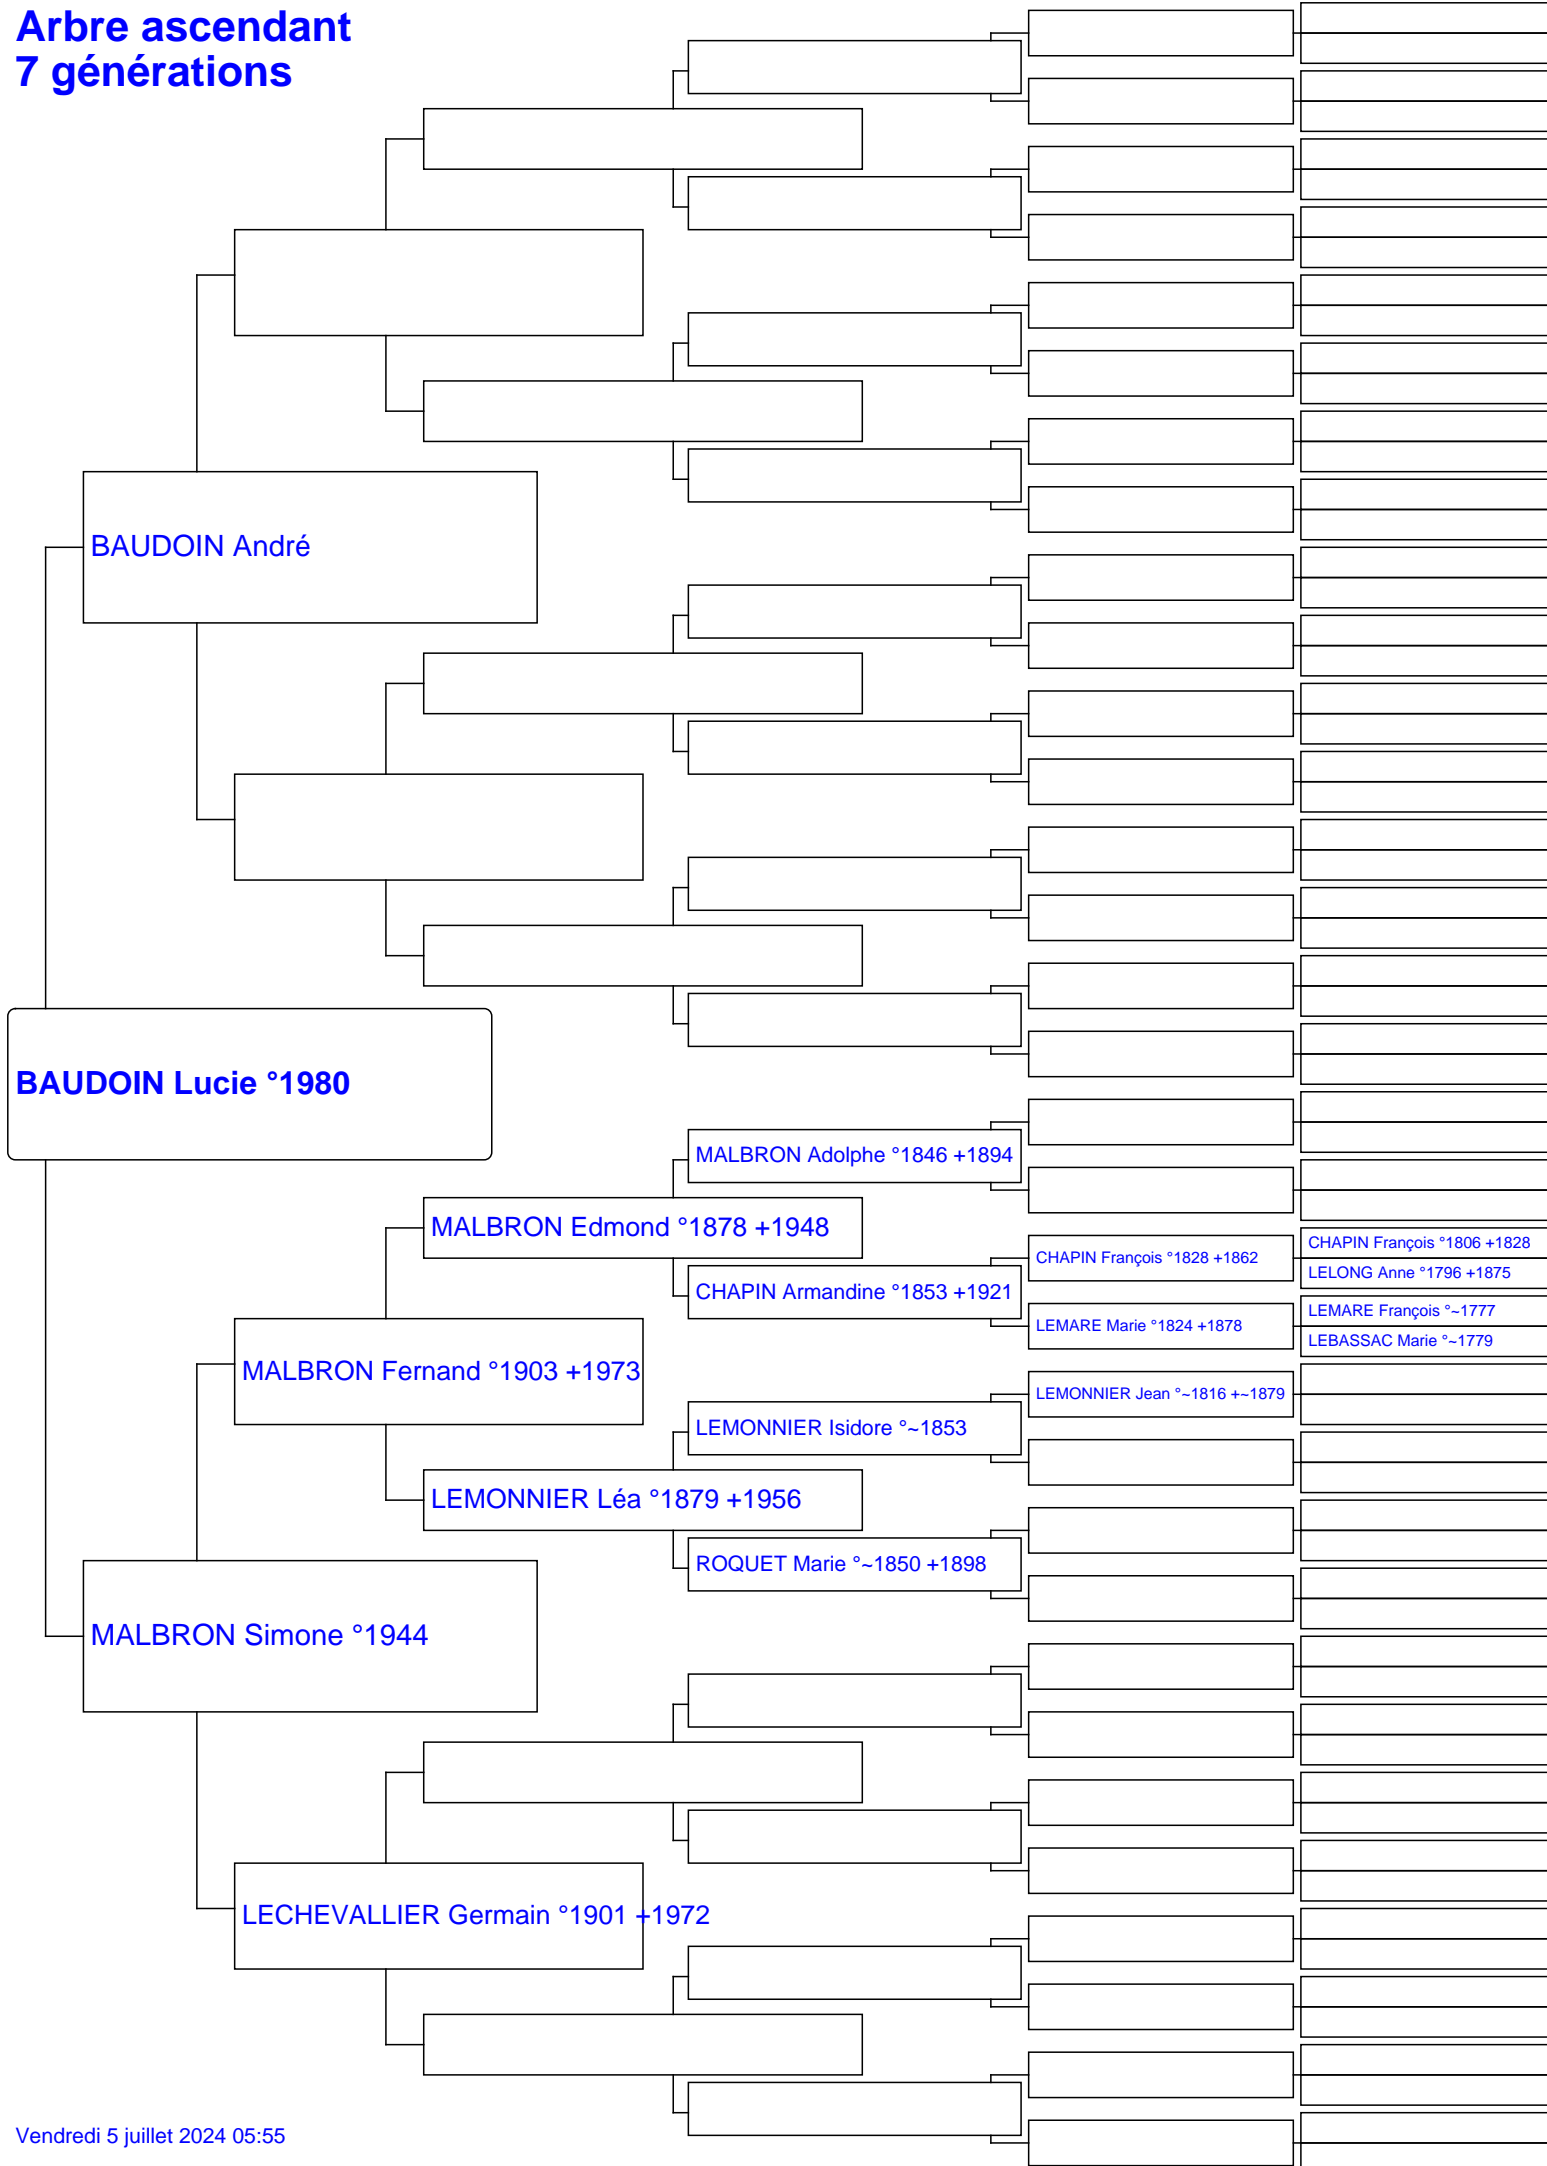 Arbre ascendant
7 générations
BAUDOIN André
BAUDOIN Lucie °1980
MALBRON Adolphe °1846 +1894
MALBRON Edmond °1878 +1948
CHAPIN François °1828 +1862
CHAPIN François °1806 +1828
LELONG Anne °1796 +1875
CHAPIN Armandine °1853 +1921
LEMARE Marie °1824 +1878
LEMARE François °~1777
LEBASSAC Marie °~1779
MALBRON Fernand °1903 +1973
LEMONNIER Jean °~1816 +~1879
LEMONNIER Isidore °~1853
LEMONNIER Léa °1879 +1956
ROQUET Marie °~1850 +1898
MALBRON Simone °1944
LECHEVALLIER Germain °1901 +1972
Vendredi 5 juillet 2024 05:55